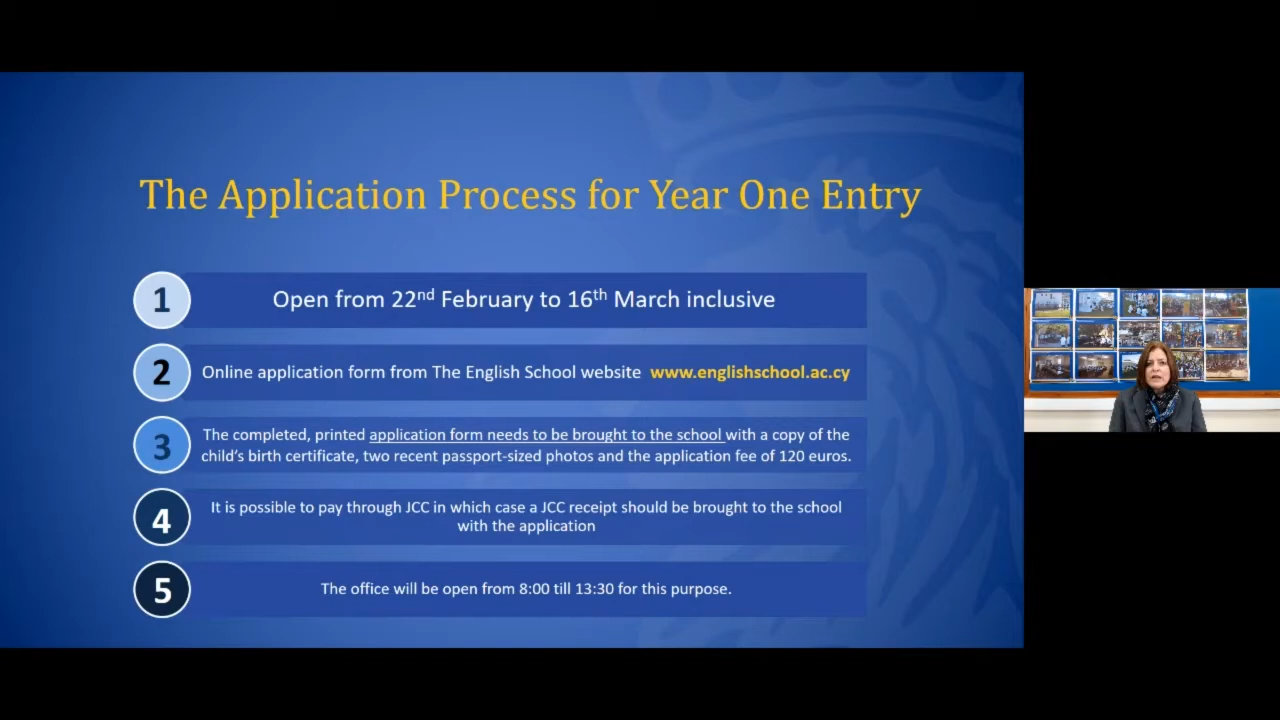 The Application Process for Year One Entry
1 Open from 22nd February to 16th March inclusive
2 Online application form from The English School website www.englishschool.ac.cy
3 The completed, printed application form needs to be brought to the school with a copy of the
child's birth certificate, two recent passport-sized photos and the application fee of 120 euros.
4 It is possible to pay through JCC in which case a JCC receipt should be brought to the school
with the application
5 The office will be open from 8:00 till 13:30 for this purpose.